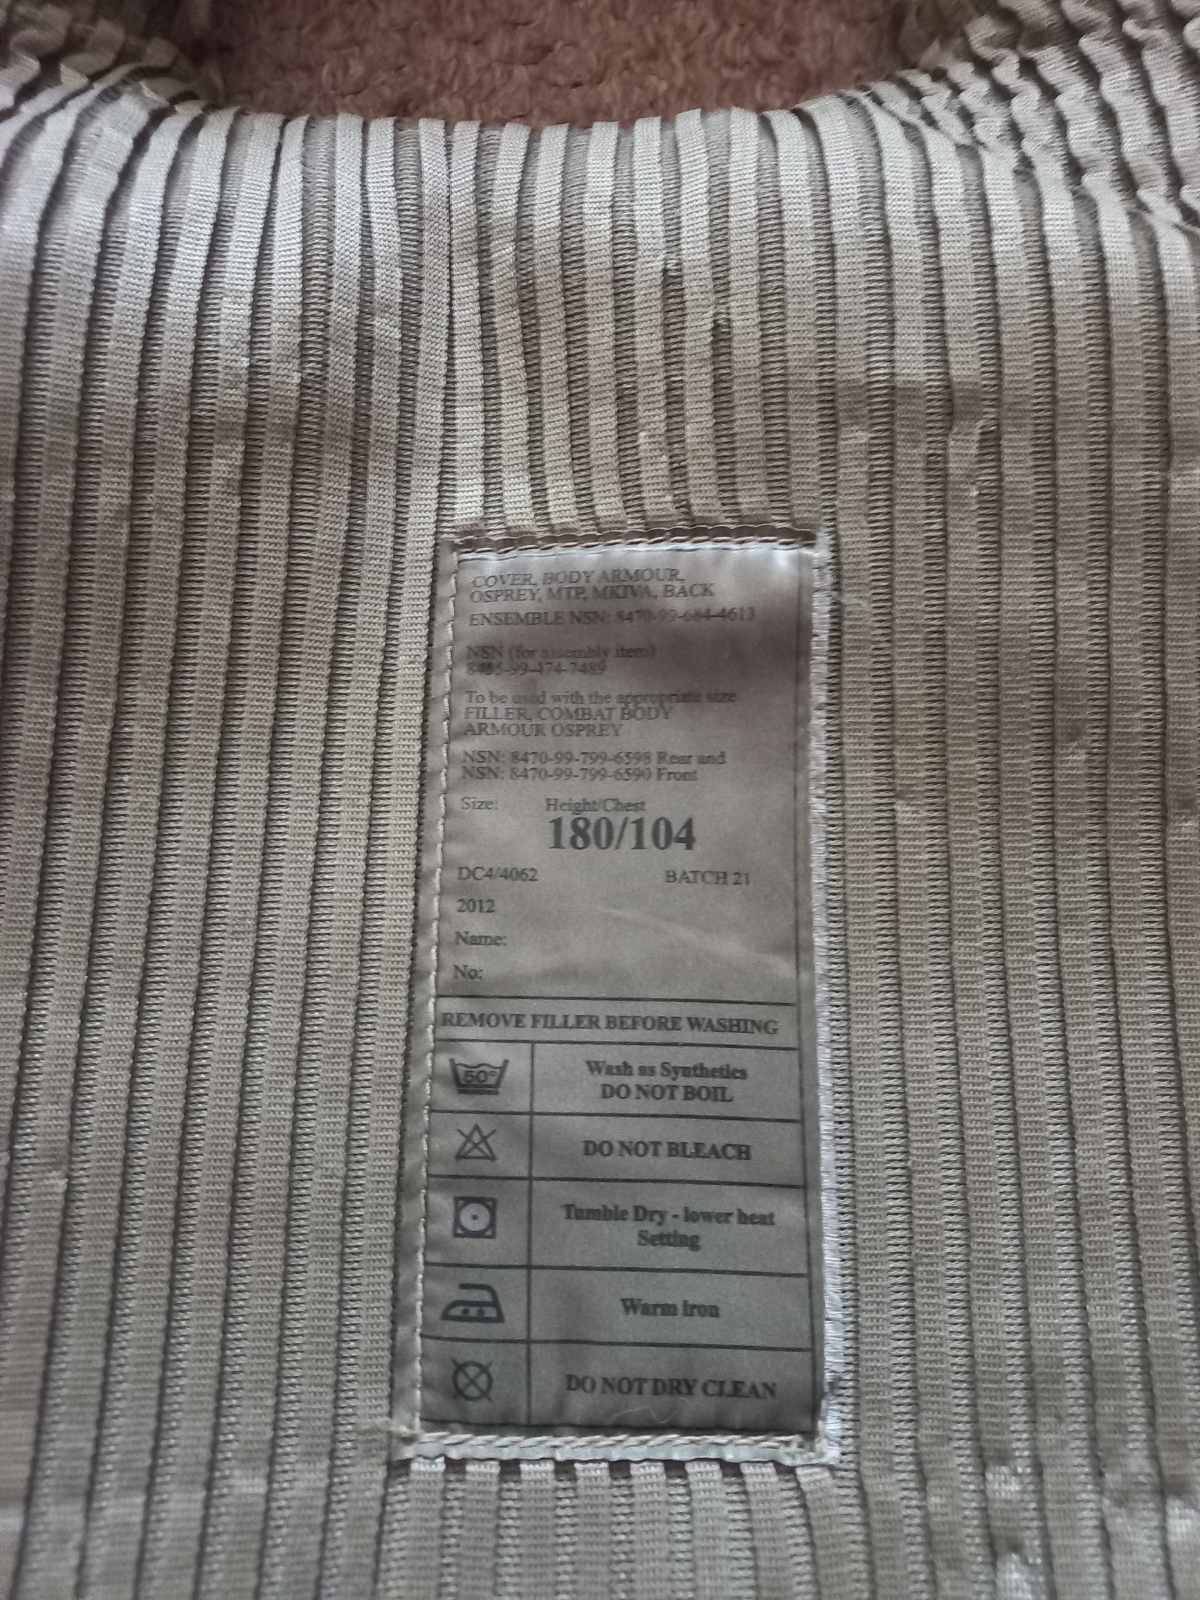 COVER, BODY ARMOUR,
OSPREY, MTP, MKIVA, BACK
ENSEMBLE NSN: 8470-99-684-4613
NSN (for assembly item)
To be used with the appropriate size
FILLER, COMBAT BODY
ARMOUR OSPREY
NSN: 8470-99-799-6598 Rear and
NSN: 8470-99-799-6590 Front
Size: Height/Chest
180/104
DC4/4062 BATCH 21
2012
Name:
No:
REMOVE FILLER BEFORE WASHING
Wash as Synthetics
DO NOT BOIL
DO NOT BLEACH
Tumble Dry - lower heat
Setting
Warm Iron
DO NOT DRY CLEAN